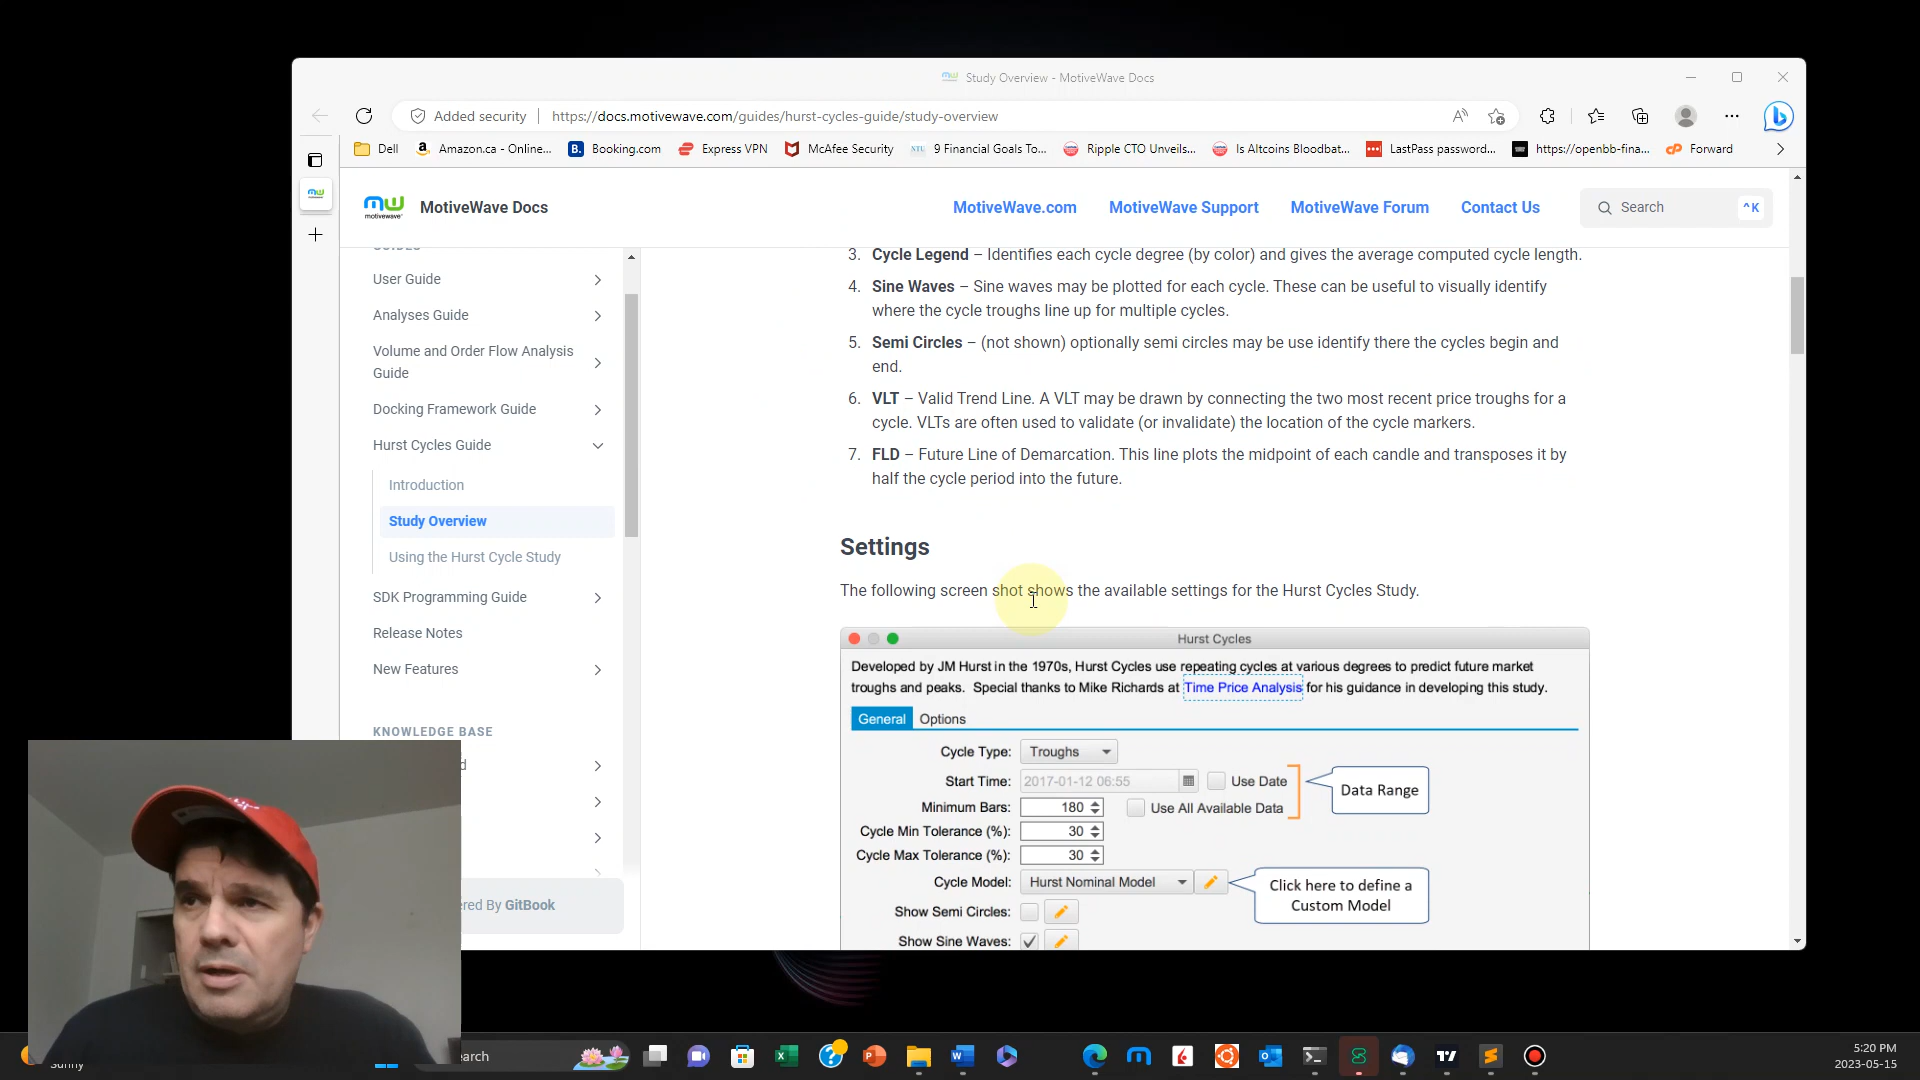 Study Overview - MotiveWave Docs
Added security
https://docs.motivewave.com/guides/hurst-cycles-guide/study-overview
Dell
Amazon.ca - Online...
Booking.com
Express VPN
McAfee Security
9 Financial Goals To...
Ripple CTO Unveils...
Is Altcoins Bloodbat...
LastPass password...
https://openbb-fina...
Forward
motivewave
MotiveWave Docs
MotiveWave.com
MotiveWave Support
MotiveWave Forum
Contact Us
Search
^K
User Guide
Analyses Guide
Volume and Order Flow Analysis
Guide
Docking Framework Guide
Hurst Cycles Guide
Introduction
Study Overview
Using the Hurst Cycle Study
SDK Programming Guide
Release Notes
New Features
KNOWLEDGE BASE
ered By GitBook
3. Cycle Legend – Identifies each cycle degree (by color) and gives the average computed cycle length.
4. Sine Waves – Sine waves may be plotted for each cycle. These can be useful to visually identify
where the cycle troughs line up for multiple cycles.
5. Semi Circles – (not shown) optionally semi circles may be use identify there the cycles begin and
end.
6. VLT – Valid Trend Line. A VLT may be drawn by connecting the two most recent price troughs for a
cycle. VLTs are often used to validate (or invalidate) the location of the cycle markers.
7. FLD – Future Line of Demarcation. This line plots the midpoint of each candle and transposes it by
half the cycle period into the future.
Settings
The following screen shot shows the available settings for the Hurst Cycles Study.
Hurst Cycles
Developed by JM Hurst in the 1970s, Hurst Cycles use repeating cycles at various degrees to predict future market
troughs and peaks. Special thanks to Mike Richards at Time Price Analysis for his guidance in developing this study.
General
Options
Cycle Type: Troughs
Start Time: 2017-01-12 06:55
Use Date
Minimum Bars: 180
Use All Available Data
Data Range
Cycle Min Tolerance (%): 30
Cycle Max Tolerance (%): 30
Cycle Model: Hurst Nominal Model
Click here to define a
Custom Model
Show Semi Circles:
Show Sine Waves:
Sunny
earch
5:20 PM
2023-05-15